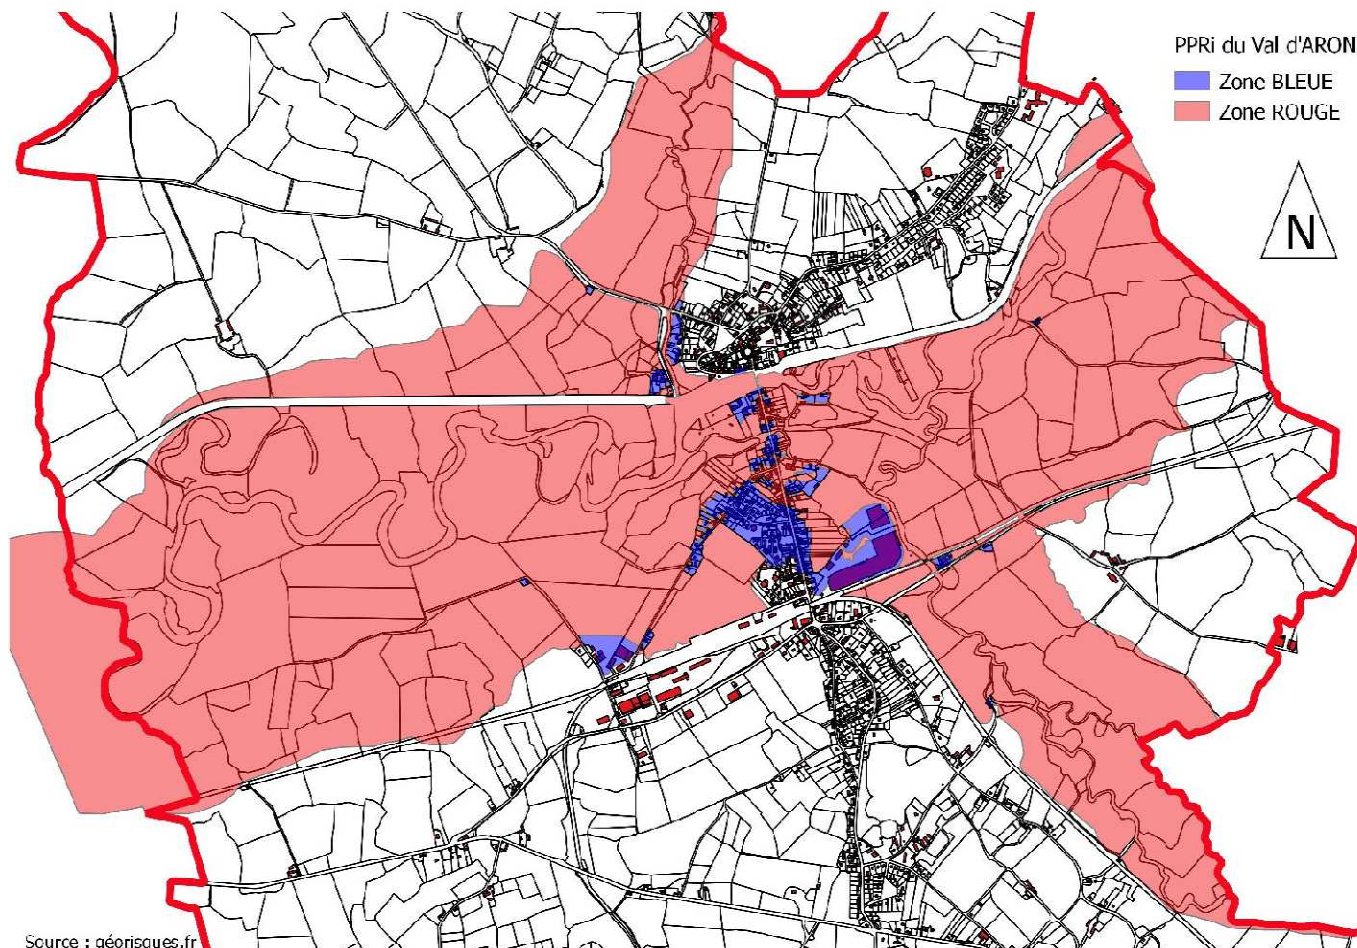 PPRi du Val d'ARON
Zone BLEUE
Zone ROUGE
N
Source : géorisques.fr